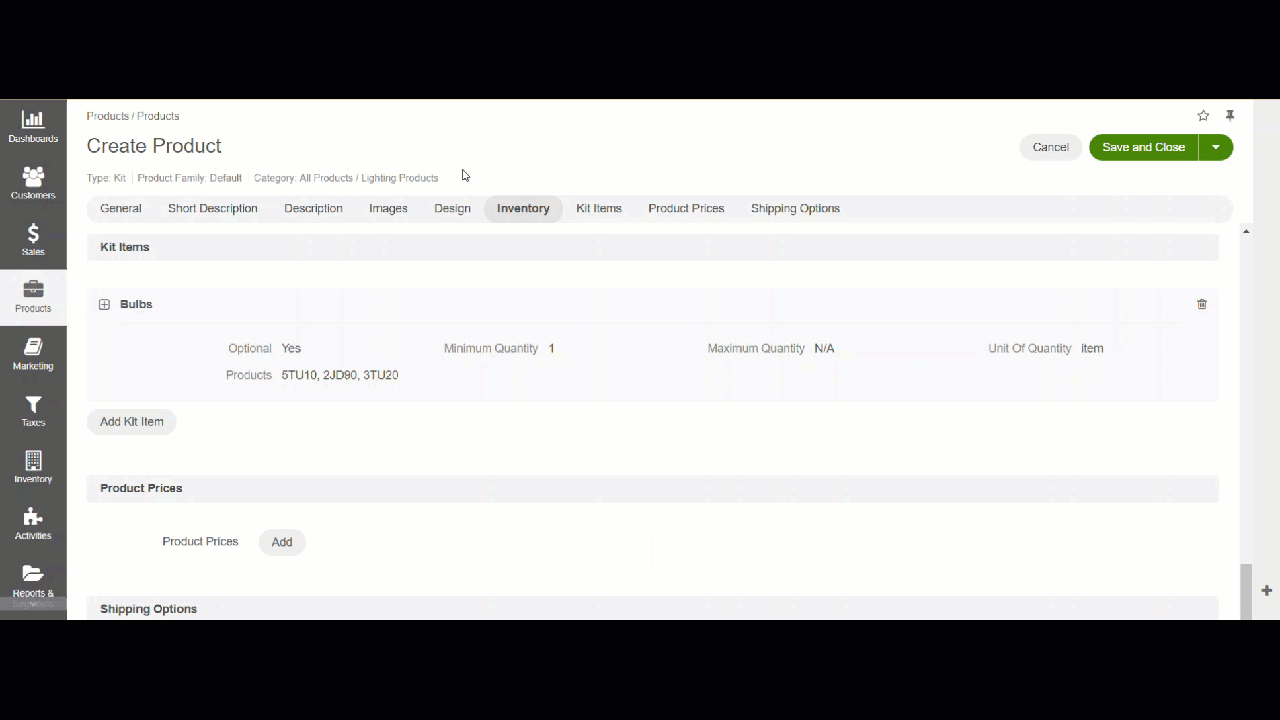 Products / Products
Create Product
Cancel
Save and Close
Type: Kit | Product Family: Default Category: All Products / Lighting Products
General Short Description Description Images Design Inventory Kit Items Product Prices Shipping Options
Dashboards
Customers
Sales
Products
Marketing
Taxes
Inventory
Activities
Reports &
Segments
Kit Items
Bulbs
Optional Yes Minimum Quantity 1 Maximum Quantity N/A Unit Of Quantity item
Products 5TU10, 2JD90, 3TU20
Add Kit Item
Product Prices
Product Prices Add
Shipping Options